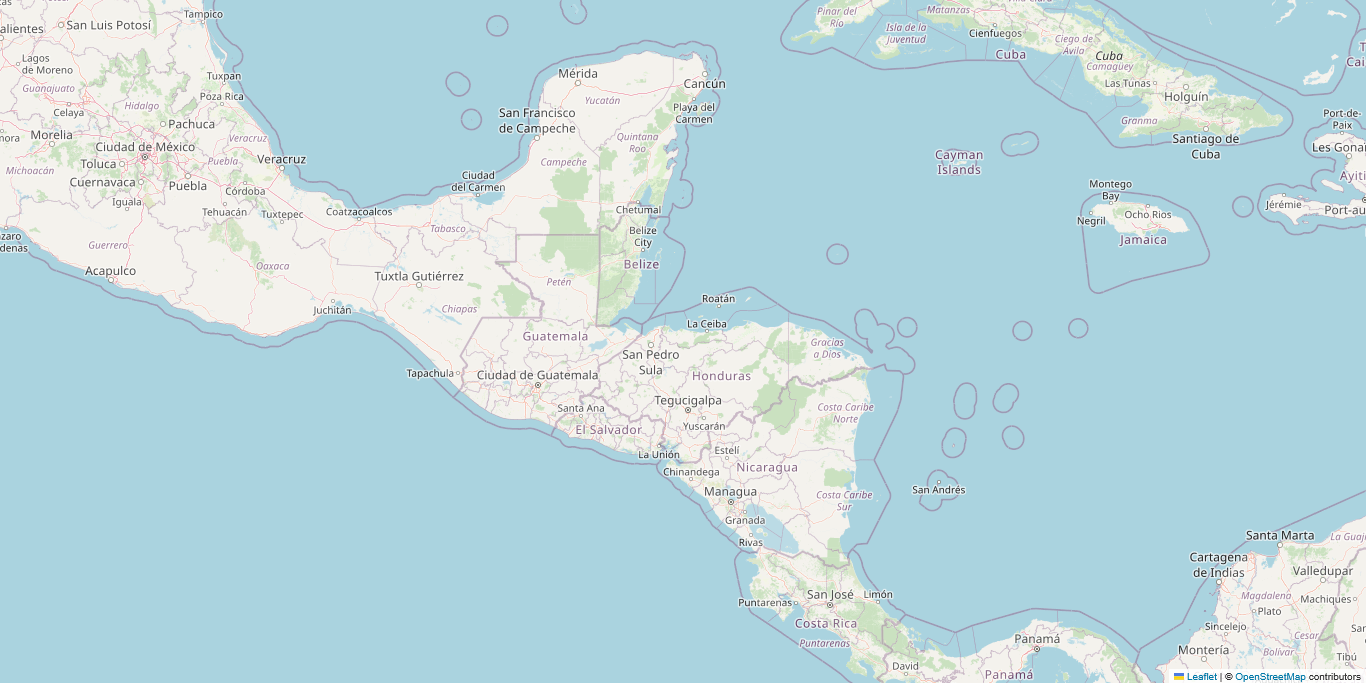 Tampico
San Luis Potosí
alientes
Lagos
de Moreno
Tuxpan
Guanajuato
Poza Rica
Hidalgo
Celaya
Pachuca
Morelia
Veracruz
Ciudad de México
Toluca
Puebla
Veracruz
Michoacán
Cuernavaca
Puebla
Córdoba
Iguala
Tehuacán
Tuxtepec
Guerrero
Oaxaca
Acapulco
Juchitán
Mérida
Yucatán
Cancún
Playa del
Carmen
San Francisco
de Campeche
Quintana
Roo
Campeche
Ciudad
del Carmen
Coatzacoalcos
Tabasco
Chetumal
Belize
City
Belize
Tuxtla Gutiérrez
Petén
Chiapas
Roatán
La Ceiba
Guatemala
San Pedro
Sula
Gracias
a Dios
Tapachula
Ciudad de Guatemala
Honduras
Tegucigalpa
Santa Ana
Costa Caribe
Norte
El Salvador
Yuscarán
La Unión
Estelí
Chinandega
Nicaragua
Managua
Costa Caribe
Sur
Granada
Rivas
San José
Limón
Puntarenas
Costa Rica
Puntarenas
David
Panamá
Panamá
San Andrés
Pinar del
Río
Isla de la
Juventud
Matanzas
Villa Clara
Cienfuegos
Ciego de
Ávila
Cuba
Cuba
Camagüey
Las Tunas
Holguín
Granma
Santiago de
Cuba
Cayman
Islands
Montego
Bay
Negril
Ocho Rios
Jamaica
Port-de-
Paix
Les Gonai
Ayiti
Jérémie
Port-au
Santa Marta
La Guaj
Cartagena
de Indias
Valledupar
Magdalena
Machiques
Plato
Sincelejo
Cesar
Montería
Bolívar
Tibú
Leaflet | © OpenStreetMap contributors